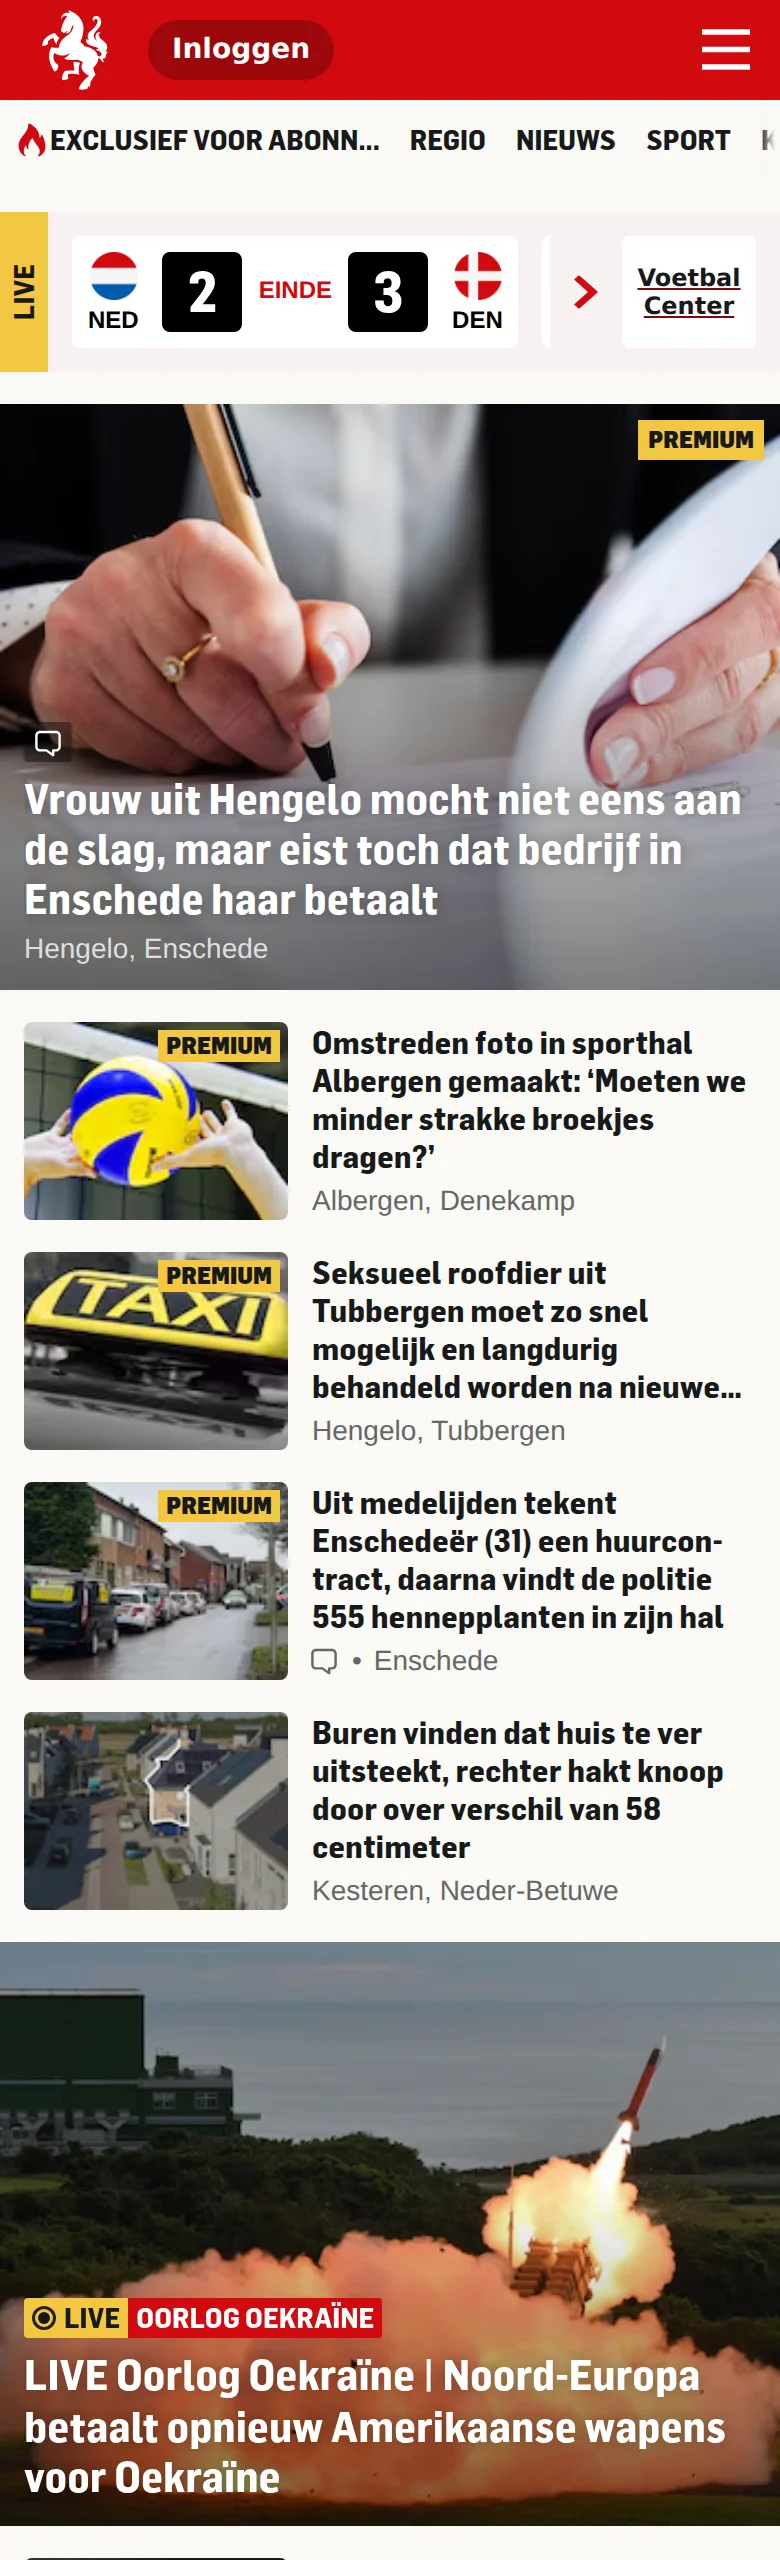 Inloggen
EXCLUSIEF VOOR ABONN... REGIO NIEUWS SPORT
LIVE
NED 2 EINDE 3 DEN
Voetbal
Center
PREMIUM
Vrouw uit Hengelo mocht niet eens aan
de slag, maar eist toch dat bedrijf in
Enschede haar betaalt
Hengelo, Enschede
PREMIUM
Omstreden foto in sporthal
Albergen gemaakt: ‘Moeten we
minder strakke broekjes
dragen?’
Albergen, Denekamp
PREMIUM
TAXI
Seksueel roofdier uit
Tubbergen moet zo snel
mogelijk en langdurig
behandeld worden na nieuwe...
Hengelo, Tubbergen
PREMIUM
Uit medelijden tekent
Enschedeër (31) een huurcon-
tract, daarna vindt de politie
555 hennepplanten in zijn hal
• Enschede
Buren vinden dat huis te ver
uitsteekt, rechter hakt knoop
door over verschil van 58
centimeter
Kesteren, Neder-Betuwe
LIVE OORLOG OEKRAÏNE
LIVE Oorlog Oekraïne | Noord-Europa
betaalt opnieuw Amerikaanse wapens
voor Oekraïne